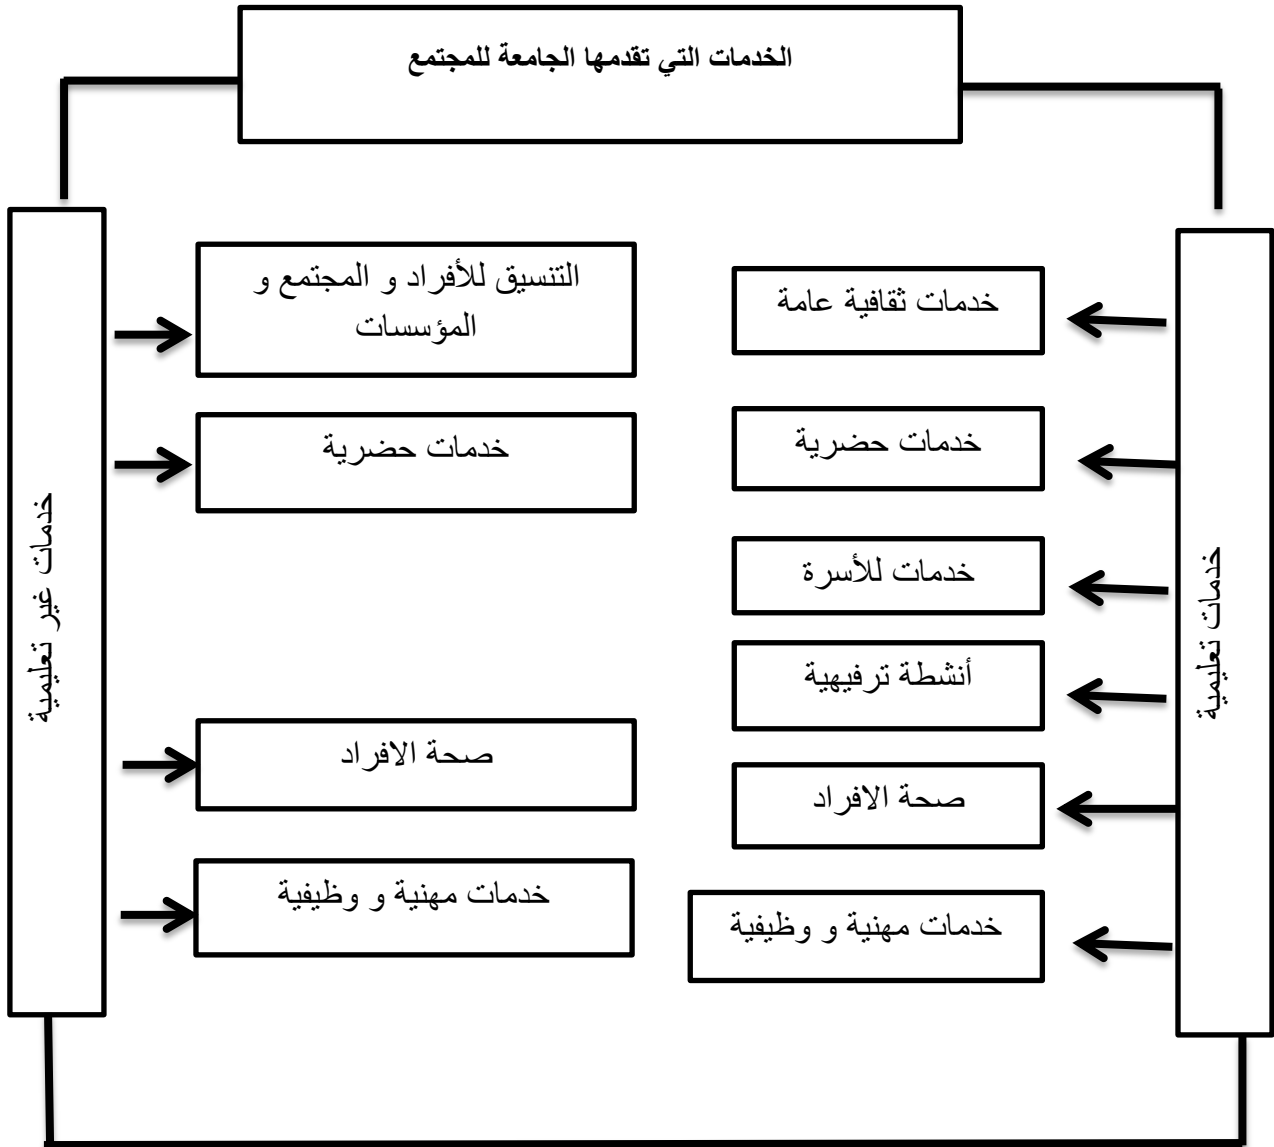 الخدمات التي تقدمها الجامعة للمجتمع
خدمات تعليمية
خدمات ثقافية عامة
خدمات حضرية
خدمات للأسرة
أنشطة ترفيهية
صحة الافراد
خدمات مهنية و وظيفية
خدمات غير تعليمية
التنسيق للأفراد و المجتمع و
المؤسسات
خدمات حضرية
صحة الافراد
خدمات مهنية و وظيفية